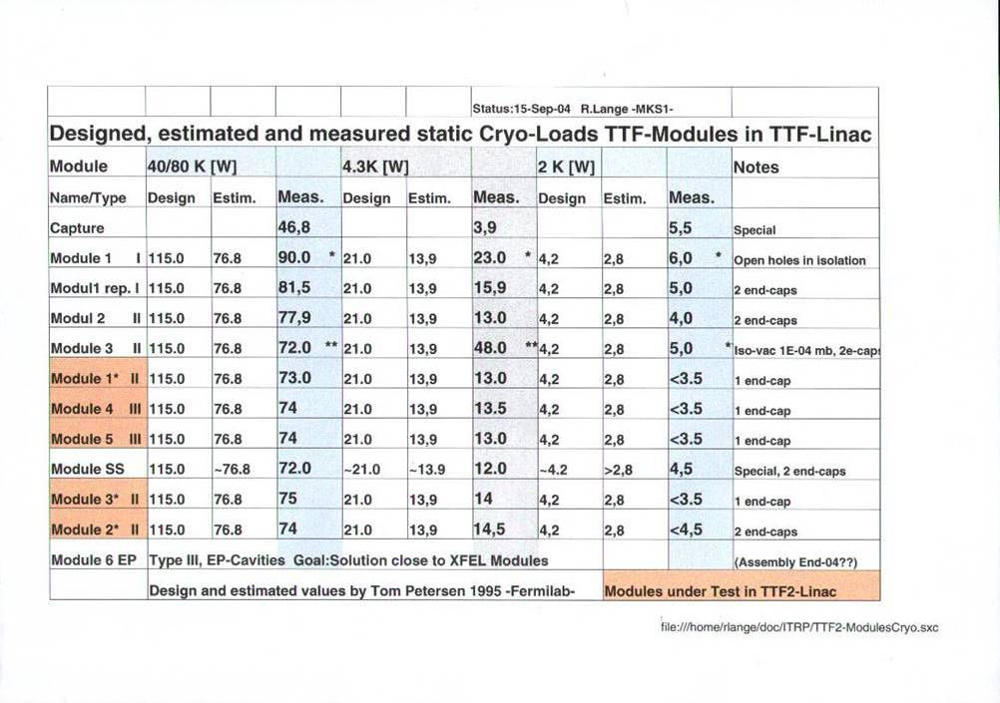 Status:15-Sep-04 R.Lange -MKS1-
Designed, estimated and measured static Cryo-Loads TTF-Modules in TTF-Linac
Module 40/80 K [W] 4.3K [W] 2 K [W] Notes
Name/Type Design Estim. Meas. Design Estim. Meas. Design Estim. Meas.
Capture 46,8 3,9 5,5 Special
Module 1 I 115.0 76.8 90.0 * 21.0 13,9 23.0 * 4,2 2,8 6,0 * Open holes in isolation
Modul1 rep. I 115.0 76.8 81,5 21.0 13,9 15,9 4,2 2,8 5,0 2 end-caps
Modul 2 II 115.0 76.8 77,9 21.0 13,9 13.0 4,2 2,8 4,0 2 end-caps
Module 3 II 115.0 76.8 72.0 ** 21.0 13,9 48.0 ** 4,2 2,8 5,0 * Iso-vac 1E-04 mb, 2e-caps
Module 1* II 115.0 76.8 73.0 21.0 13,9 13.0 4,2 2,8 <3.5 1 end-cap
Module 4 III 115.0 76.8 74 21.0 13,9 13.5 4,2 2,8 <3.5 1 end-cap
Module 5 III 115.0 76.8 74 21.0 13,9 13.0 4,2 2,8 <3.5 1 end-cap
Module SS 115.0 ~76.8 72.0 ~21.0 ~13.9 12.0 ~4.2 >2,8 4,5 Special, 2 end-caps
Module 3* II 115.0 76.8 75 21.0 13,9 14 4,2 2,8 <3.5 1 end-cap
Module 2* II 115.0 76.8 74 21.0 13,9 14,5 4,2 2,8 <4,5 2 end-caps
Module 6 EP Type III, EP-Cavities Goal:Solution close to XFEL Modules (Assembly End-04??)
Design and estimated values by Tom Petersen 1995 -Fermilab- Modules under Test in TTF2-Linac
file:///home/rlange/doc/ITRP/TTF2-ModulesCryo.sxc